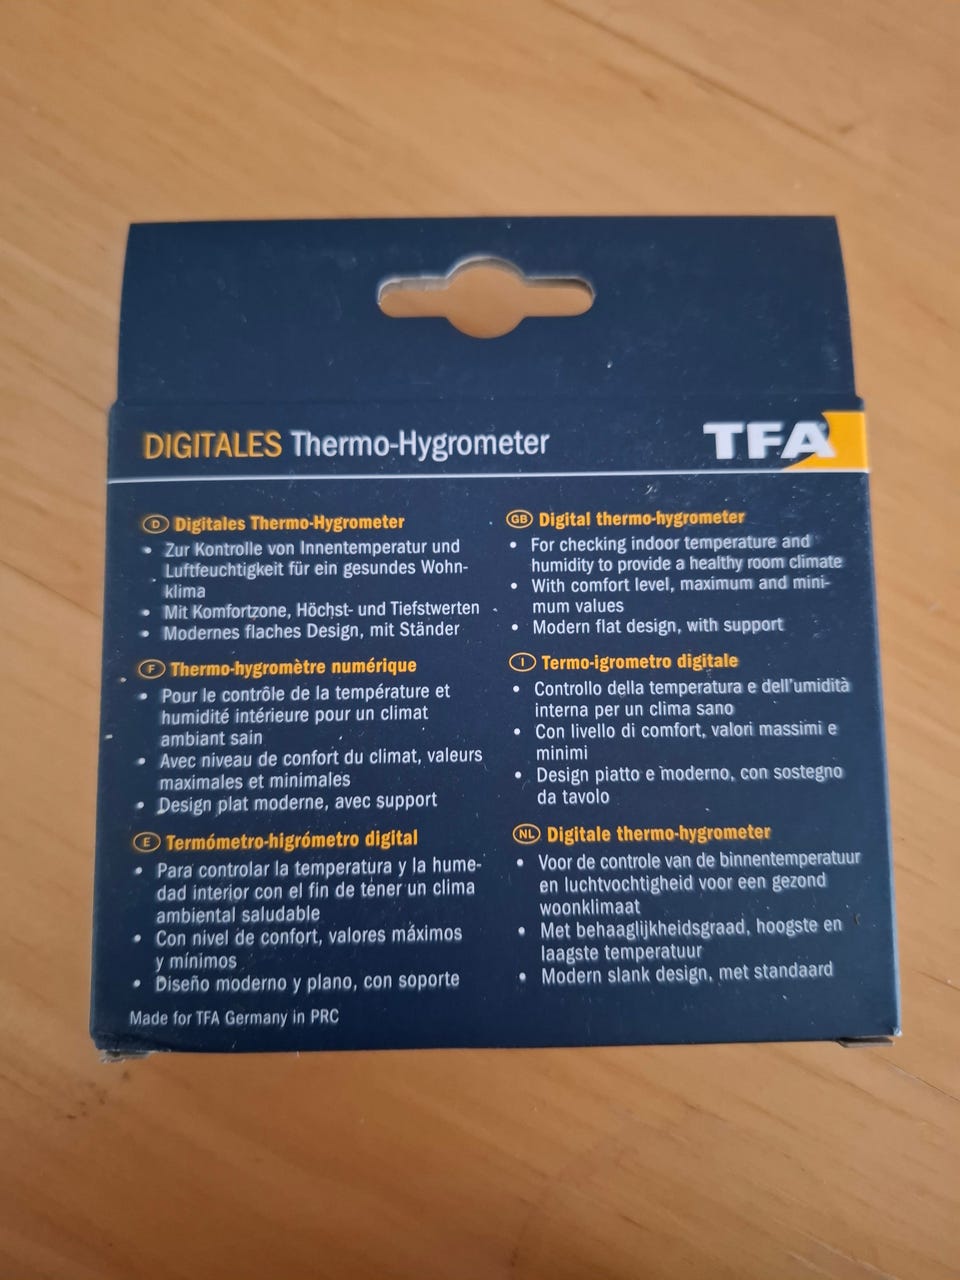 DIGITALES Thermo-Hygrometer
TFA
D Digitales Thermo-Hygrometer
• Zur Kontrolle von Innentemperatur und
Luftfeuchtigkeit für ein gesundes Wohn-
klima
• Mit Komfortzone, Höchst- und Tiefstwerten
• Modernes flaches Design, mit Ständer
F Thermo-hygromètre numérique
• Pour le contrôle de la température et
humidité intérieure pour un climat
ambiant sain
• Avec niveau de confort du climat, valeurs
maximales et minimales
• Design plat moderne, avec support
E Termómetro-higrómetro digital
• Para controlar la temperatura y la hume-
dad interior con el fin de tener un clima
ambiental saludable
• Con nivel de confort, valores máximos
y mínimos
• Diseño moderno y plano, con soporte
GB Digital thermo-hygrometer
• For checking indoor temperature and
humidity to provide a healthy room climate
• With comfort level, maximum and mini-
mum values
• Modern flat design, with support
I Termo-igrometro digitale
• Controllo della temperatura e dell'umidità
interna per un clima sano
• Con livello di comfort, valori massimi e
minimi
• Design piatto e moderno, con sostegno
da tavolo
NL Digitale thermo-hygrometer
• Voor de controle van de binnentemperatuur
en luchtvochtigheid voor een gezond
woonklimaat
• Met behaaglijkheidsgraad, hoogste en
laagste temperatuur
• Modern slank design, met standaard
Made for TFA Germany in PRC